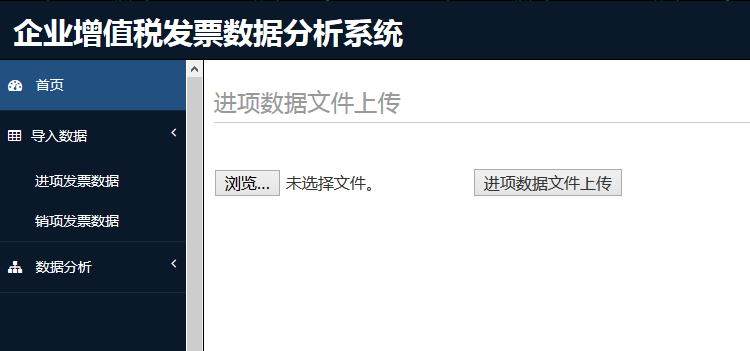 企业增值税发票数据分析系统
首页
导入数据
进项发票数据
销项发票数据
数据分析
进项数据文件上传
浏览... 未选择文件。 进项数据文件上传